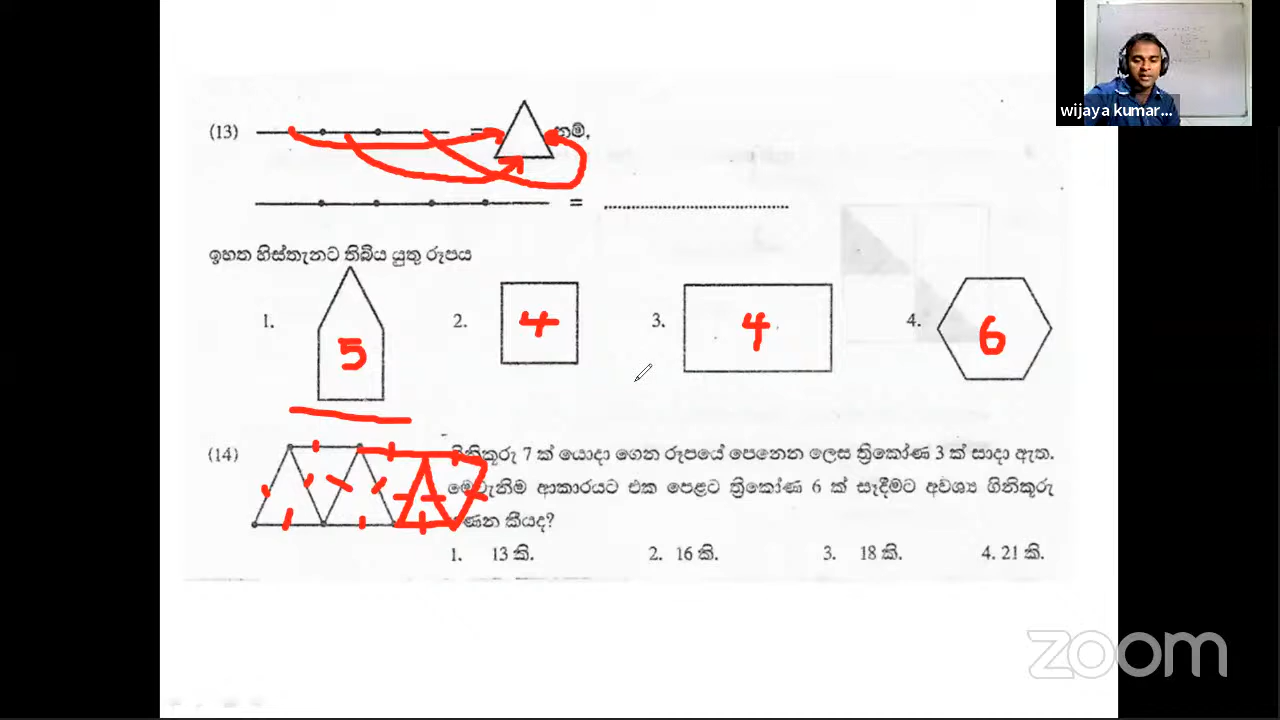 wijaya kumar...
(13) = නම්,
= ........................................
ඉහත හිස්තැනට තිබිය යුතු රූපය
1. 5 2. 4 3. 4 4. 6
(14) ගිනිකූරු 7 ක් යොදා ගෙන රූපයේ පෙනෙන ලෙස ත්‍රිකෝණ 3 ක් සාදා ඇත.
මෙවැනිම ආකාරයට එක පෙළට ත්‍රිකෝණ 6 ක් සෑදීමට අවශ්‍ය ගිනිකූරු
ගණන කීයද?
1. 13 කි. 2. 16 කි. 3. 18 කි. 4. 21 කි.
zoom